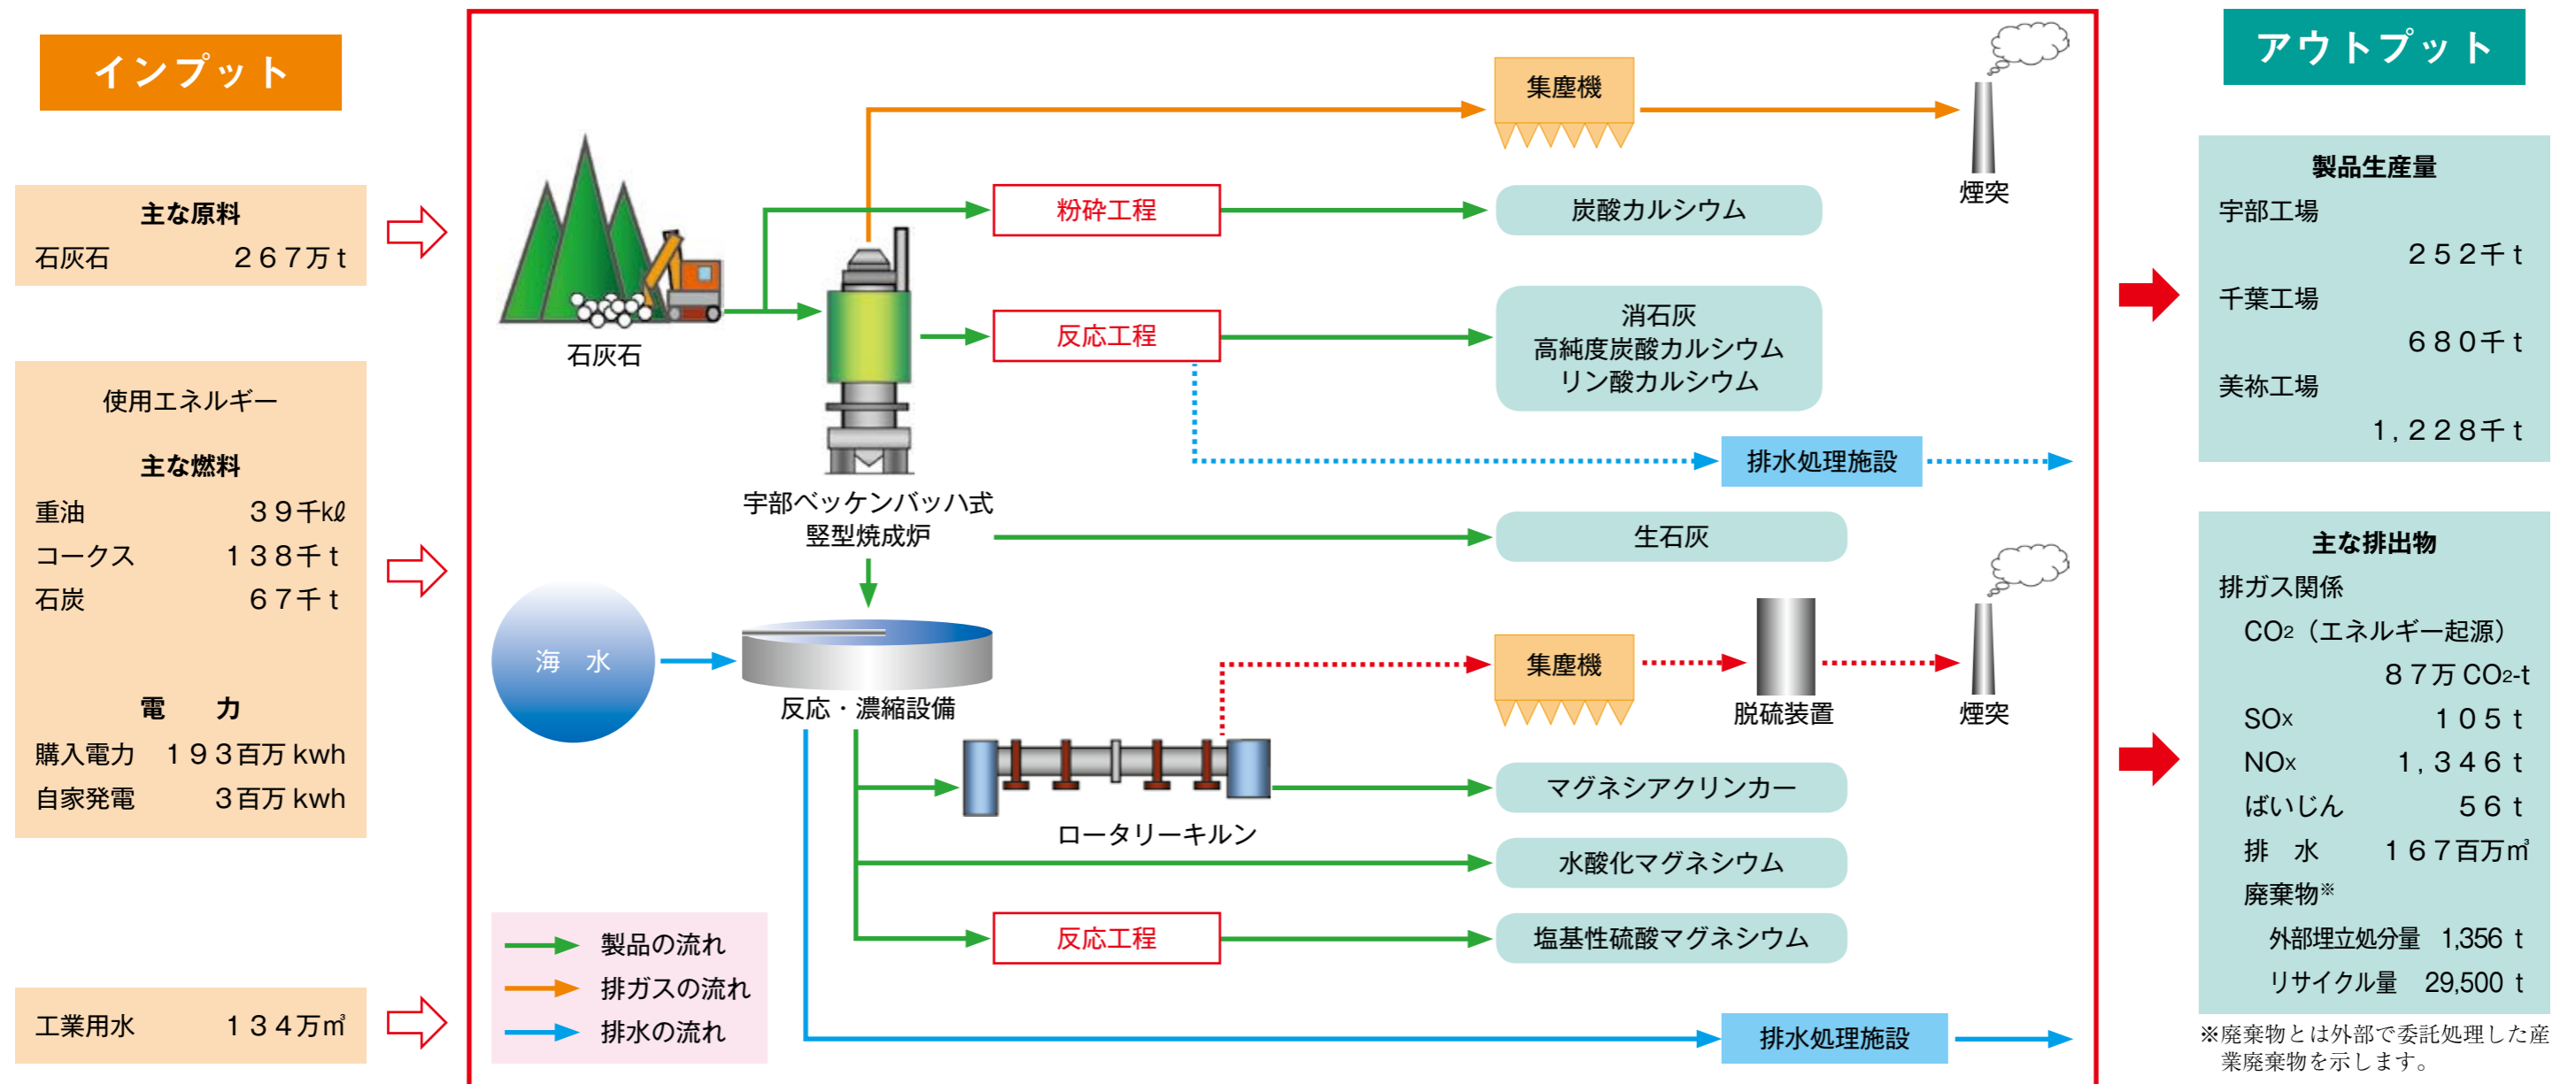 インプット
主な原料
石灰石 267万t
使用エネルギー
主な燃料
重油 39千kℓ
コークス 138千t
石炭 67千t
電 力
購入電力 193百万kwh
自家発電 3百万kwh
工業用水 134万㎥
集塵機
煙突
粉砕工程
炭酸カルシウム
石灰石
反応工程
消石灰
高純度炭酸カルシウム
リン酸カルシウム
排水処理施設
宇部ベッケンバッハ式
竪型焼成炉
生石灰
海 水
反応・濃縮設備
集塵機
脱硫装置
煙突
ロータリーキルン
マグネシアクリンカー
水酸化マグネシウム
反応工程
塩基性硫酸マグネシウム
排水処理施設
製品の流れ
排ガスの流れ
排水の流れ
アウトプット
製品生産量
宇部工場
252千t
千葉工場
680千t
美祢工場
1,228千t
主な排出物
排ガス関係
CO2(エネルギー起源)
87万CO2-t
SOX 105t
NOX 1,346t
ばいじん 56t
排 水 167百万㎥
廃棄物※
外部埋立処分量 1,356 t
リサイクル量 29,500 t
※廃棄物とは外部で委託処理した産
業廃棄物を示します。